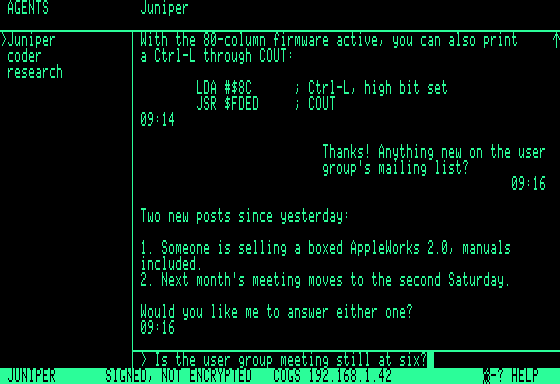 AGENTS
Juniper
>Juniper
coder
research
With the 80-column firmware active, you can also print
a Ctrl-L through COUT:
LDA #$8C ; Ctrl-L, high bit set
JSR $FDED ; COUT
09:14
Thanks! Anything new on the user
group's mailing list?
09:16
Two new posts since yesterday:
1. Someone is selling a boxed AppleWorks 2.0, manuals
included.
2. Next month's meeting moves to the second Saturday.
Would you like me to answer either one?
09:16
> Is the user group meeting still at six?
JUNIPER SIGNED, NOT ENCRYPTED COGS 192.168.1.42 -? HELP